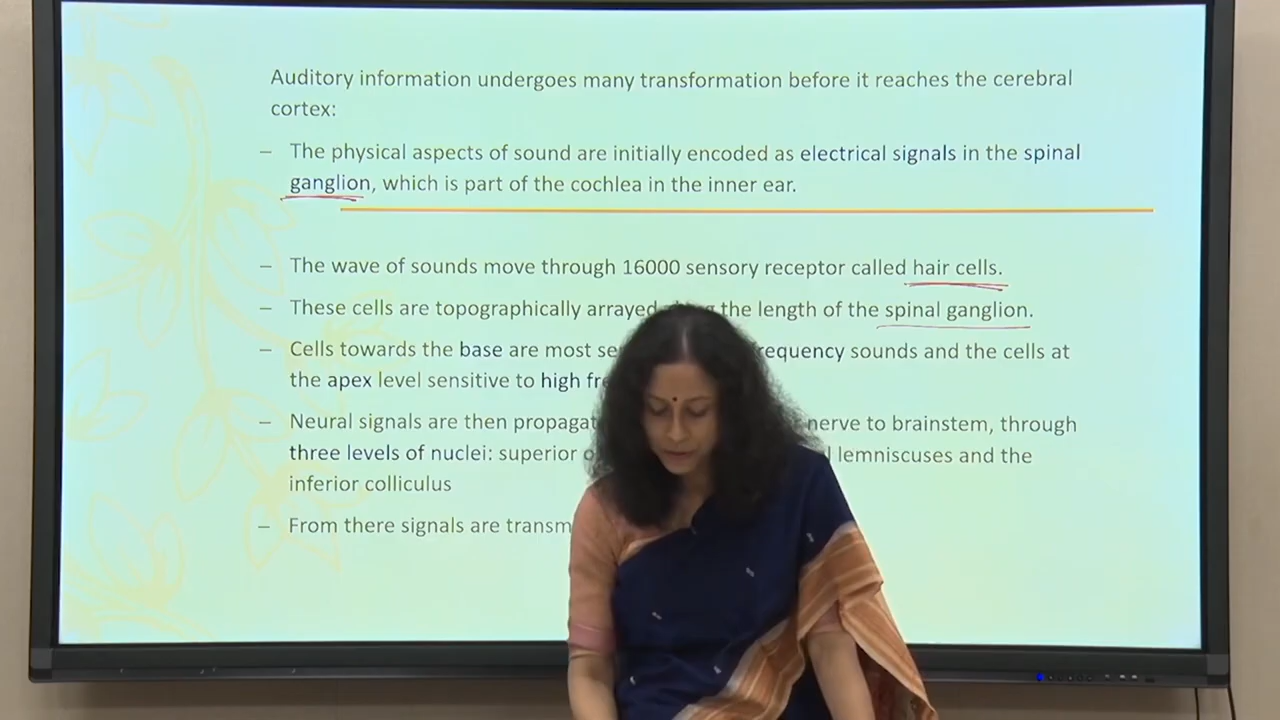 Auditory information undergoes many transformation before it reaches the cerebral
cortex:
– The physical aspects of sound are initially encoded as electrical signals in the spinal
ganglion, which is part of the cochlea in the inner ear.
– The wave of sounds move through 16000 sensory receptor called hair cells.
– These cells are topographically arrayed the length of the spinal ganglion.
– Cells towards the base are most sounds and the cells at
the apex level sensitive to high
– Neural signals are then nerve to brainstem, through
three levels of nuclei: superior lemniscuses and the
inferior colliculus
– From there signals are